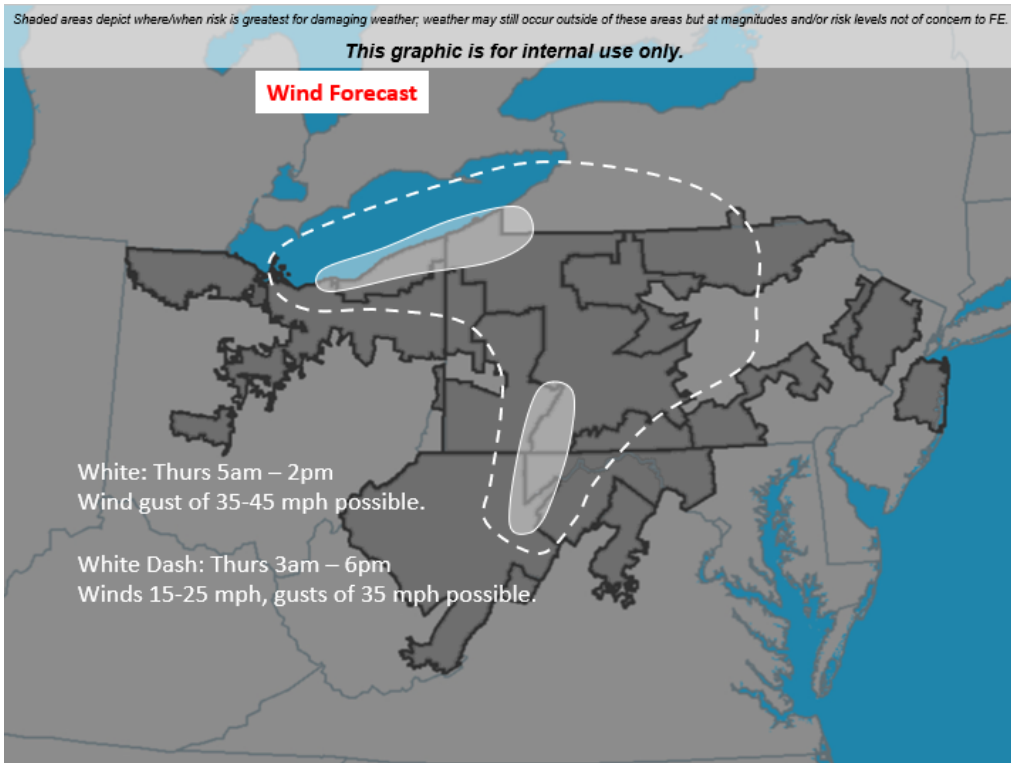 Shaded areas depict where/when risk is greatest for damaging weather; weather may still occur outside of these areas but at magnitudes and/or risk levels not of concern to FE.
This graphic is for internal use only.
Wind Forecast
White: Thurs 5am – 2pm
Wind gust of 35-45 mph possible.
White Dash: Thurs 3am – 6pm
Winds 15-25 mph, gusts of 35 mph possible.